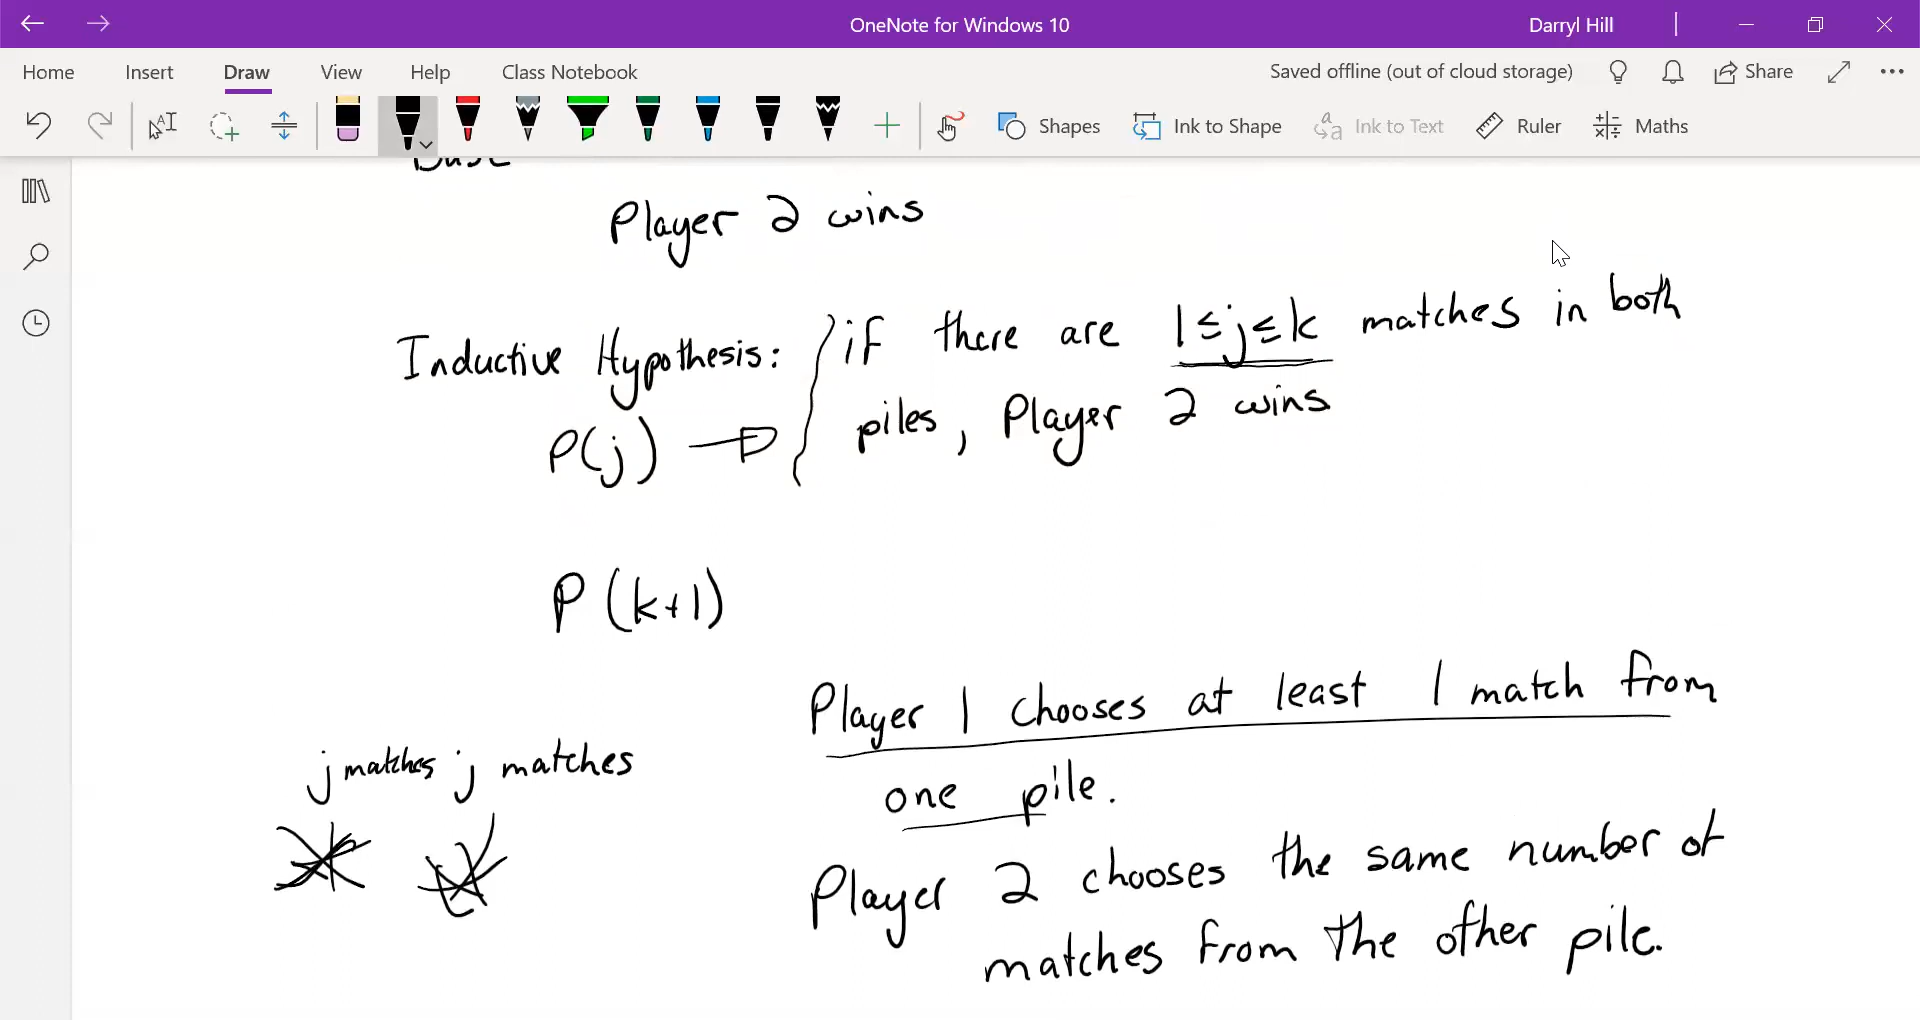 OneNote for Windows 10
Darryl Hill
Home Insert Draw View Help Class Notebook
Saved offline (out of cloud storage) Share
Shapes Ink to Shape Ink to Text Ruler Maths
Base
Player 2 wins
Inductive Hypothesis: if there are 1≤j≤k matches in both
P(j) → piles, Player 2 wins
P(k+1)
Player 1 chooses at least 1 match from
j matches j matches
one pile.
Player 2 chooses the same number of
matches from the other pile.